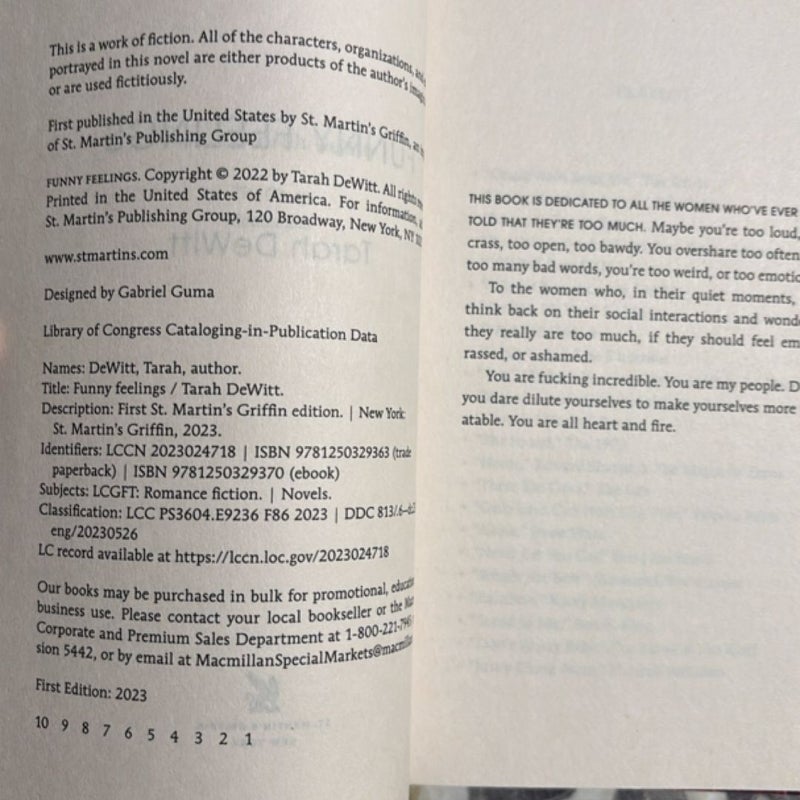 This is a work of fiction. All of the characters, organizations, and
portrayed in this novel are either products of the author's
or are used fictitiously.
First published in the United States by St. Martin's Griffin, an
of St. Martin's Publishing Group
FUNNY FEELINGS. Copyright © 2022 by Tarah DeWitt. All rights
Printed in the United States of America. For information,
St. Martin's Publishing Group, 120 Broadway, New York, NY
www.stmartins.com
Designed by Gabriel Guma
Library of Congress Cataloging-in-Publication Data
Names: DeWitt, Tarah, author.
Title: Funny feelings / Tarah DeWitt.
Description: First St. Martin's Griffin edition. | New York:
St. Martin's Griffin, 2023.
Identifiers: LCCN 2023024718 | ISBN 9781250329363 (trade
paperback) | ISBN 9781250329370 (ebook)
Subjects: LCGFT: Romance fiction. | Novels.
Classification: LCC PS3604.E9236 F86 2023 | DDC 813/.6—dc23
eng/20230526
LC record available at https://lccn.loc.gov/2023024718
Our books may be purchased in bulk for promotional,
business use. Please contact your local bookseller or the
Corporate and Premium Sales Department at 1-800-221-7945
sion 5442, or by email at MacmillanSpecialMarkets@macmillan
First Edition: 2023
10 9 8 7 6 5 4 3 2 1
THIS BOOK IS DEDICATED TO ALL THE WOMEN WHO'VE EVER
TOLD THAT THEY'RE TOO MUCH. Maybe you're too loud,
crass, too open, too bawdy. You overshare too often
too many bad words, you're too weird, or too emotio
To the women who, in their quiet moments,
think back on their social interactions and wond
they really are too much, if they should feel em
rassed, or ashamed.
You are fucking incredible. You are my people. D
you dare dilute yourselves to make yourselves more
atable. You are all heart and fire.